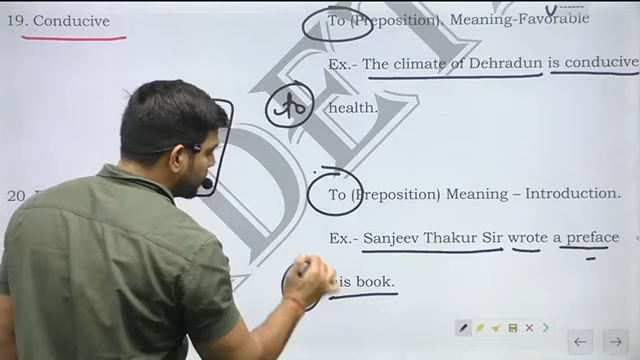 19. Conducive
To (Preposition). Meaning-Favorable
Ex.- The climate of Dehradun is conducive
to health.
20.
To (Preposition) Meaning – Introduction.
Ex.- Sanjeev Thakur Sir wrote a preface
is book.